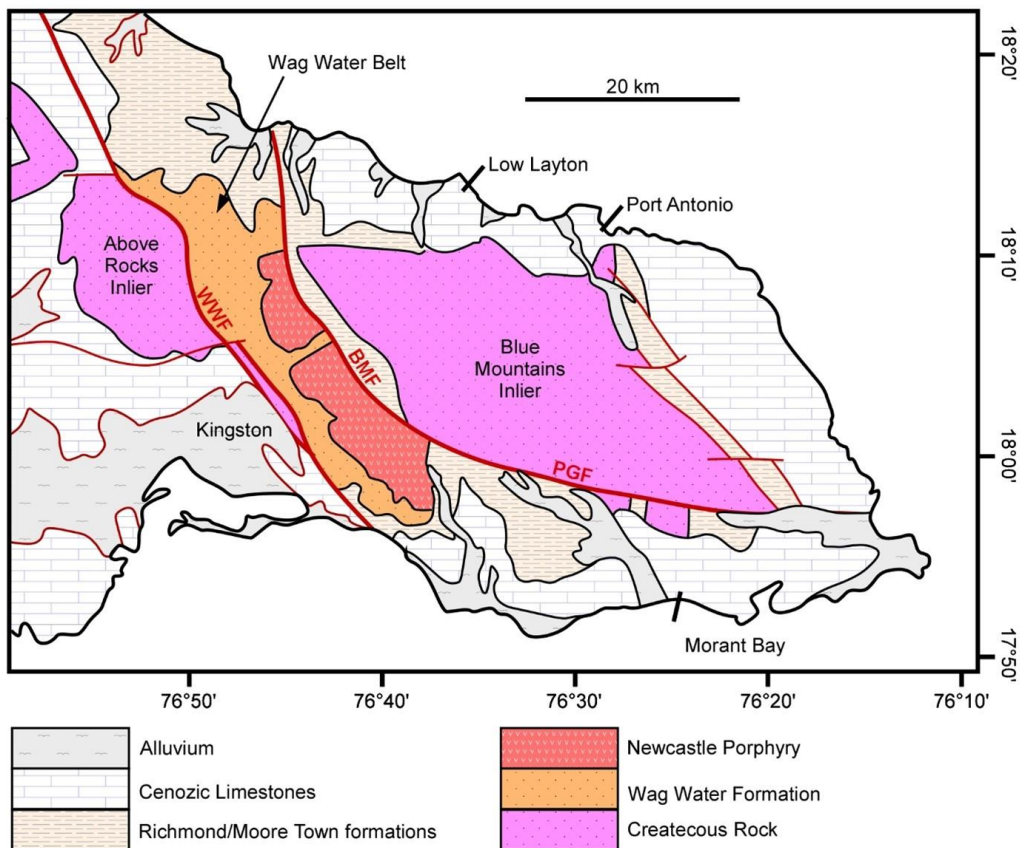 Wag Water Belt
20 km
Low Layton
Port Antonio
Above
Rocks
Inlier
WWF
BMF
Blue
Mountains
Inlier
Kingston
PGF
Morant Bay
18°20'
18°10'
18°00'
17°50'
76°50'
76°40'
76°30'
76°20'
76°10'
Alluvium
Cenozic Limestones
Richmond/Moore Town formations
Newcastle Porphyry
Wag Water Formation
Createcous Rock